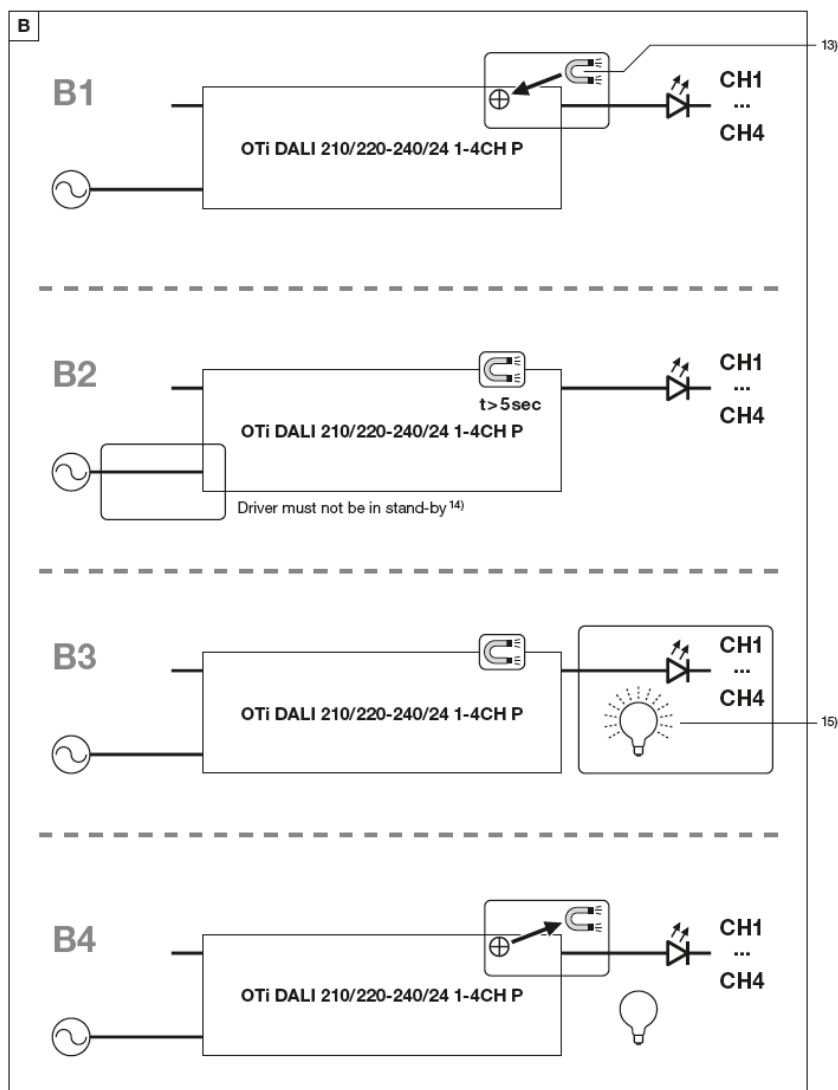 B
13)
B1
CH1
...
CH4
OTi DALI 210/220-240/24 1-4CH P
B2
CH1
...
CH4
t>5sec
OTi DALI 210/220-240/24 1-4CH P
Driver must not be in stand-by 14)
B3
CH1
...
CH4
OTi DALI 210/220-240/24 1-4CH P
15)
B4
CH1
...
CH4
OTi DALI 210/220-240/24 1-4CH P